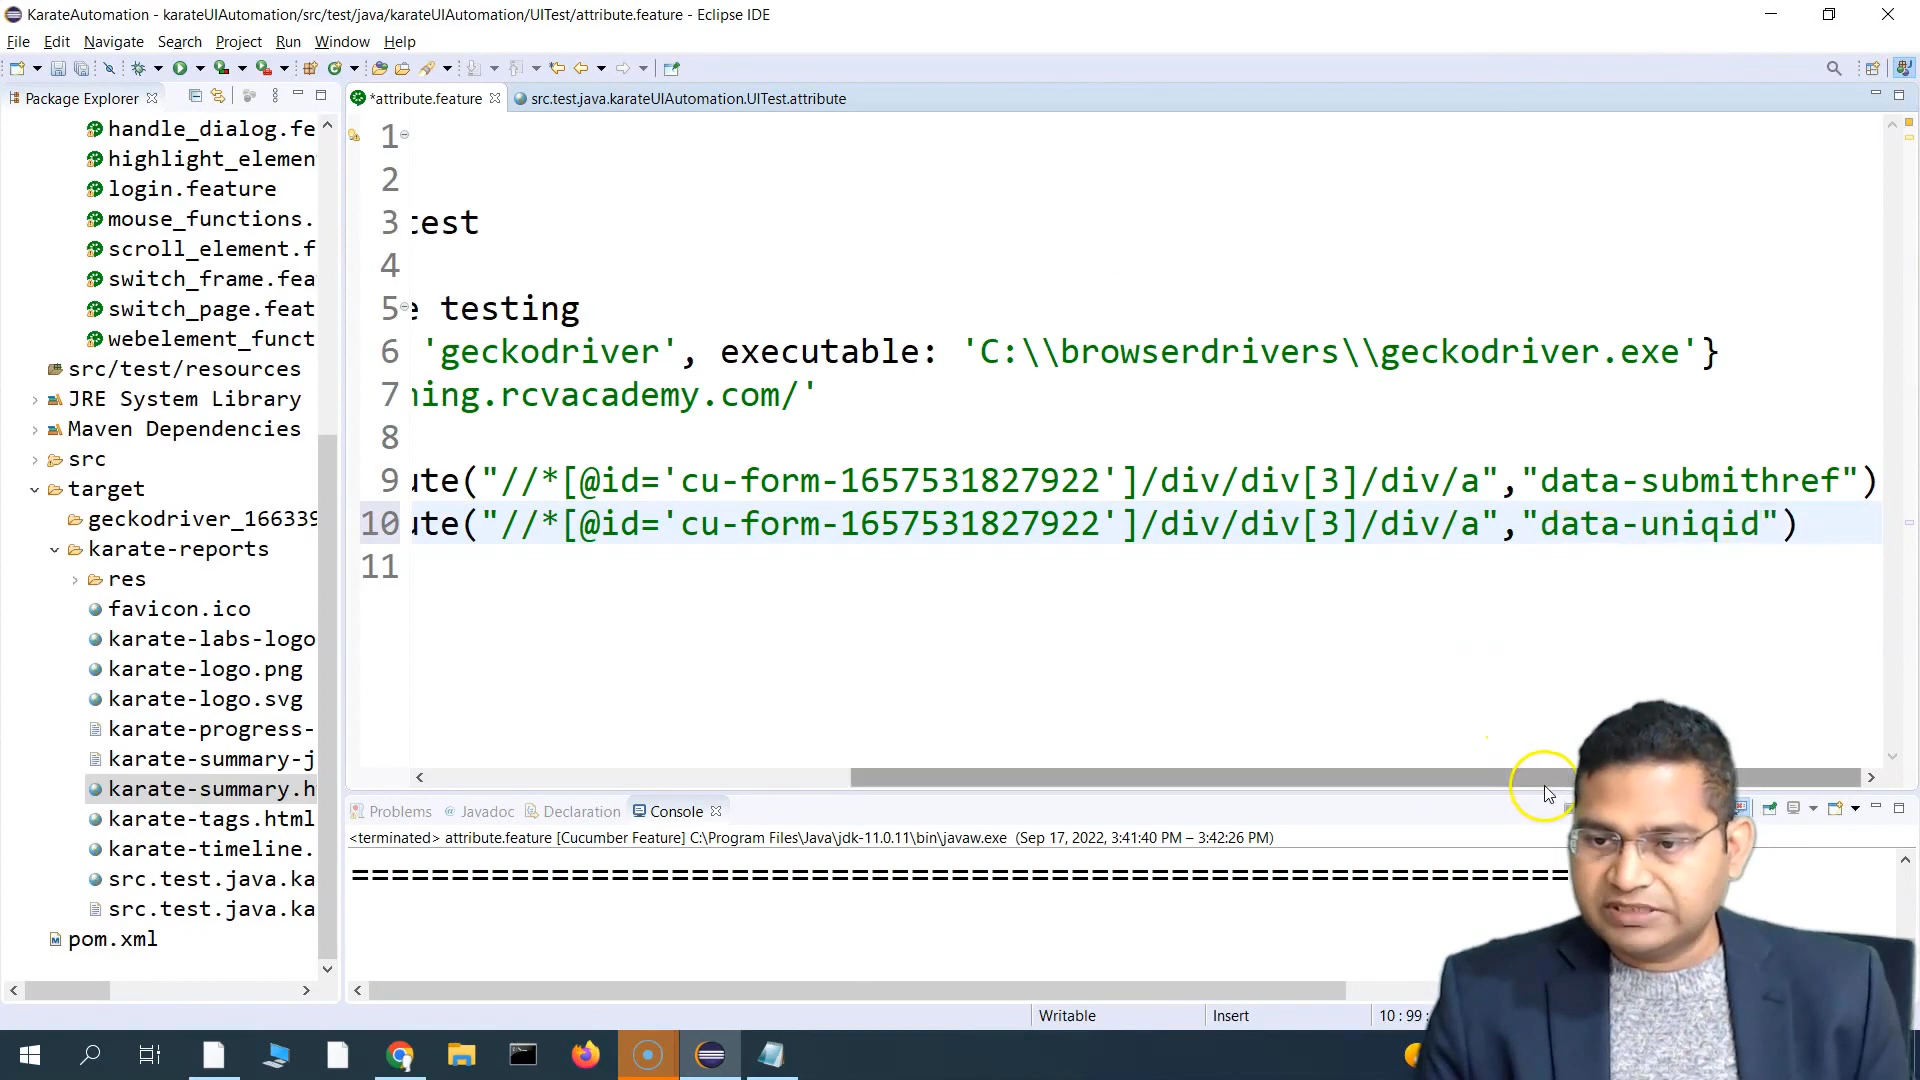 KarateAutomation - karateUIAutomation/src/test/java/karateUIAutomation/UITest/attribute.feature - Eclipse IDE
File Edit Navigate Search Project Run Window Help
Package Explorer
*attribute.feature
src.test.java.karateUIAutomation.UITest.attribute
handle_dialog.fe
highlight_elemen
login.feature
mouse_functions.
scroll_element.f
switch_frame.fea
switch_page.feat
webelement_funct
src/test/resources
JRE System Library
Maven Dependencies
src
target
geckodriver_166339
karate-reports
res
favicon.ico
karate-labs-logo
karate-logo.png
karate-logo.svg
karate-progress-
karate-summary-j
karate-summary.h
karate-tags.html
karate-timeline.
src.test.java.ka
src.test.java.ka
pom.xml
1
2
3 test
4
5 e testing
6 'geckodriver', executable: 'C:\\browserdrivers\\geckodriver.exe'}
7 ning.rcvacademy.com/'
8
9 ute("//*[@id='cu-form-1657531827922']/div/div[3]/div/a","data-submithref")
10 ute("//*[@id='cu-form-1657531827922']/div/div[3]/div/a","data-uniqid")
11
Problems Javadoc Declaration Console
<terminated> attribute.feature [Cucumber Feature] C:\Program Files\Java\jdk-11.0.11\bin\javaw.exe (Sep 17, 2022, 3:41:40 PM – 3:42:26 PM)
=============================================================
Writable Insert 10 : 99